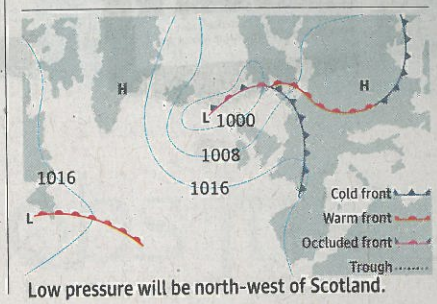 H
H
L 1000
1008
1016
1016
L
Cold front
Warm front
Occluded front
Trough
Low pressure will be north-west of Scotland.